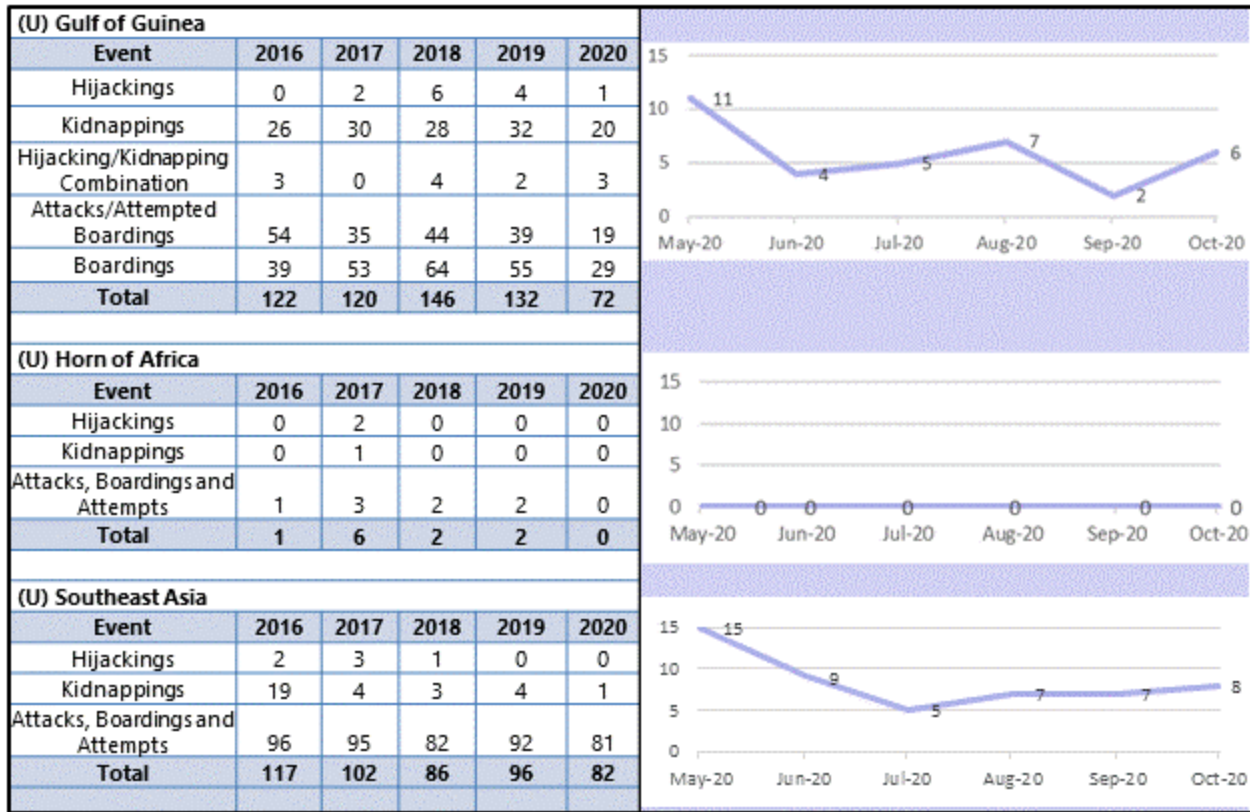 (U) Gulf of Guinea
Event 2016 2017 2018 2019 2020
Hijackings 0 2 6 4 1
Kidnappings 26 30 28 32 20
Hijacking/Kidnapping
Combination 3 0 4 2 3
Attacks/Attempted
Boardings 54 35 44 39 19
Boardings 39 53 64 55 29
Total 122 120 146 132 72
15
10
5
0
11 4 5 7 2 6
May-20 Jun-20 Jul-20 Aug-20 Sep-20 Oct-20
(U) Horn of Africa
Event 2016 2017 2018 2019 2020
Hijackings 0 2 0 0 0
Kidnappings 0 1 0 0 0
Attacks, Boardings and
Attempts 1 3 2 2 0
Total 1 6 2 2 0
15
10
5
0
0 0 0 0 0 0
May-20 Jun-20 Jul-20 Aug-20 Sep-20 Oct-20
(U) Southeast Asia
Event 2016 2017 2018 2019 2020
Hijackings 2 3 1 0 0
Kidnappings 19 4 3 4 1
Attacks, Boardings and
Attempts 96 95 82 92 81
Total 117 102 86 96 82
15
10
5
0
15 9 5 7 7 8
May-20 Jun-20 Jul-20 Aug-20 Sep-20 Oct-20